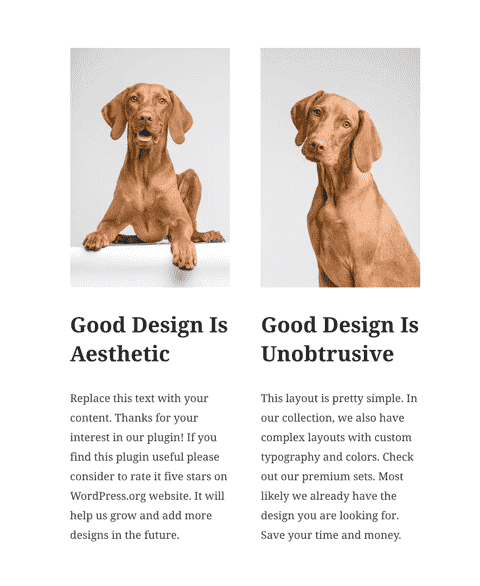 Good Design Is
Aesthetic
Replace this text with your
content. Thanks for your
interest in our plugin! If you
find this plugin useful please
consider to rate it five stars on
WordPress.org website. It will
help us grow and add more
designs in the future.
Good Design Is
Unobtrusive
This layout is pretty simple. In
our collection, we also have
complex layouts with custom
typography and colors. Check
out our premium sets. Most
likely we already have the
design you are looking for.
Save your time and money.